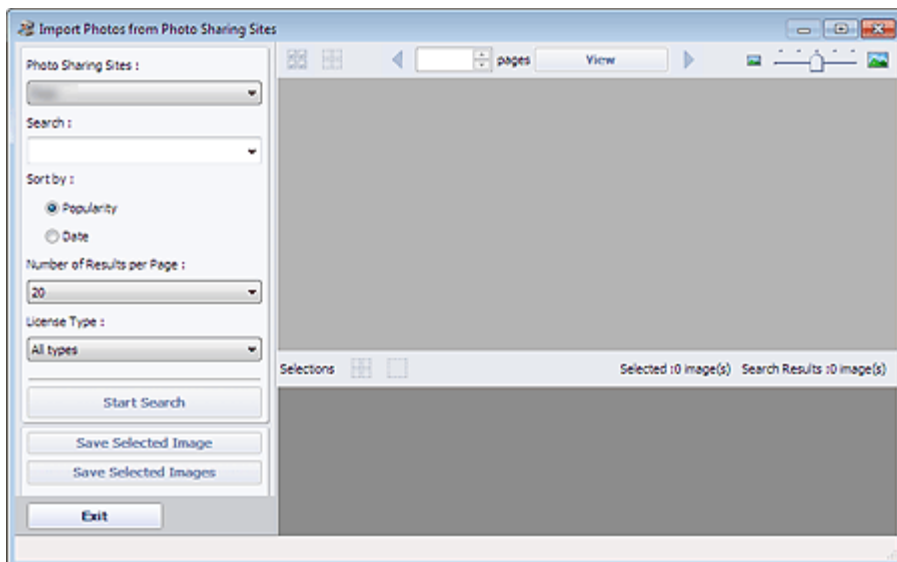 Import Photos from Photo Sharing Sites
Photo Sharing Sites :
Search :
Sort by :
Popularity
Date
Number of Results per Page :
20
License Type :
All types
Start Search
Save Selected Image
Save Selected Images
Exit
pages
View
Selections
Selected :0 image(s) Search Results :0 image(s)